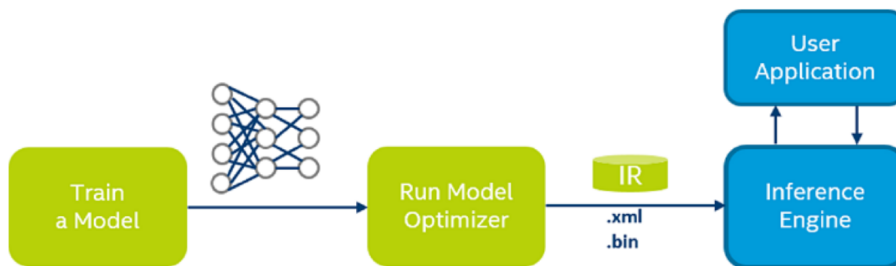 Train
a Model
Run Model
Optimizer
IR
.xml
.bin
User
Application
Inference
Engine